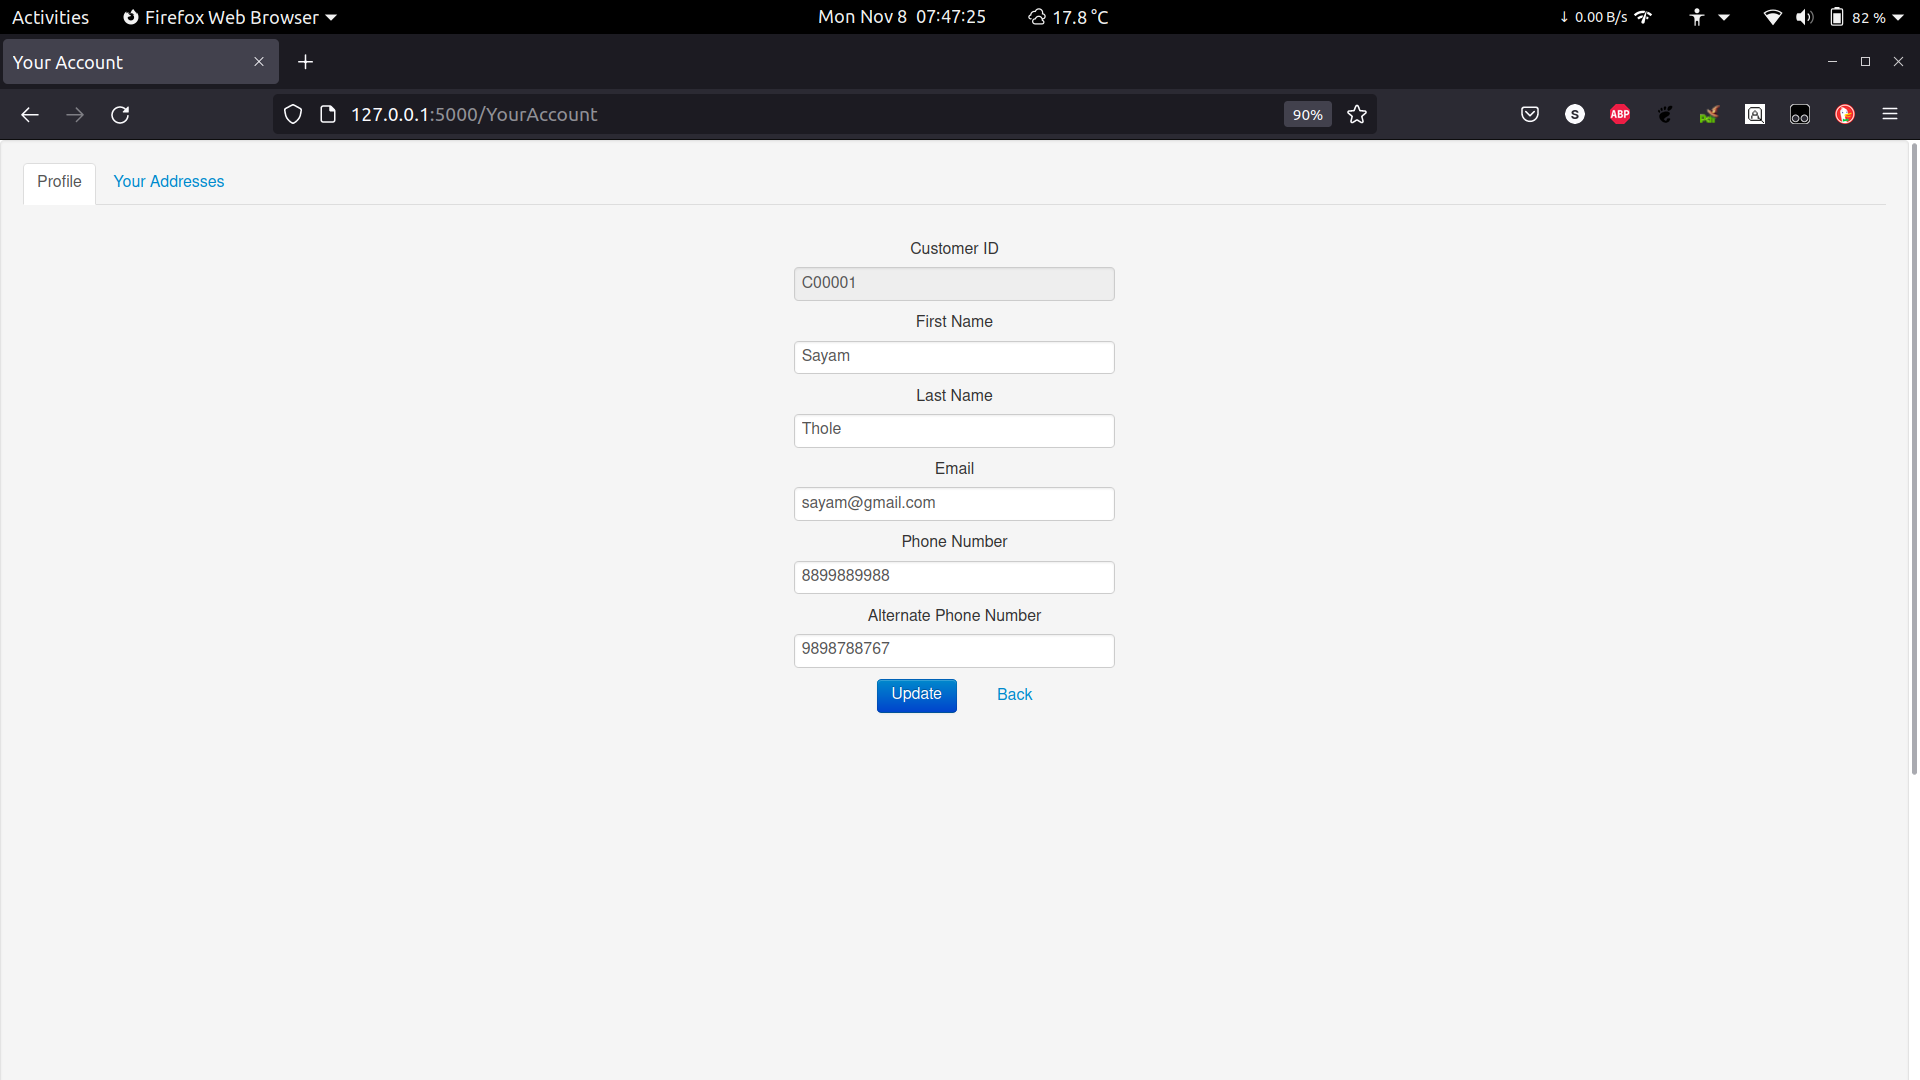 Activities Firefox Web Browser Mon Nov 8 07:47:25 17.8 °C ↓ 0.00 B/s 82 %
Your Account
127.0.0.1:5000/YourAccount 90% S ABP
Profile Your Addresses
Customer ID
C00001
First Name
Sayam
Last Name
Thole
Email
sayam@gmail.com
Phone Number
8899889988
Alternate Phone Number
9898788767
Update Back